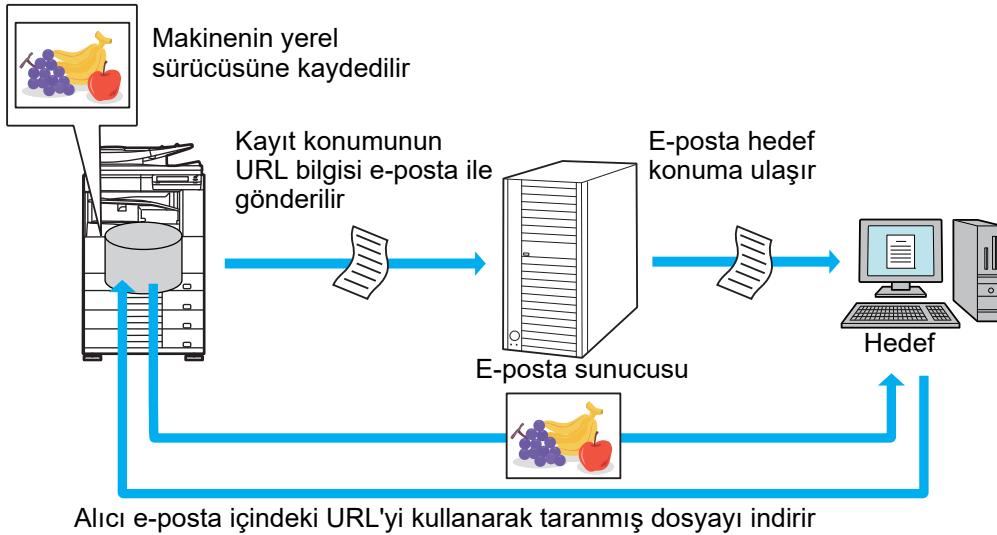 Makinenin yerel
sürücüsüne kaydedilir
Kayıt konumunun
URL bilgisi e-posta ile
gönderilir
E-posta hedef
konuma ulaşır
Hedef
E-posta sunucusu
Alıcı e-posta içindeki URL'yi kullanarak taranmış dosyayı indirir